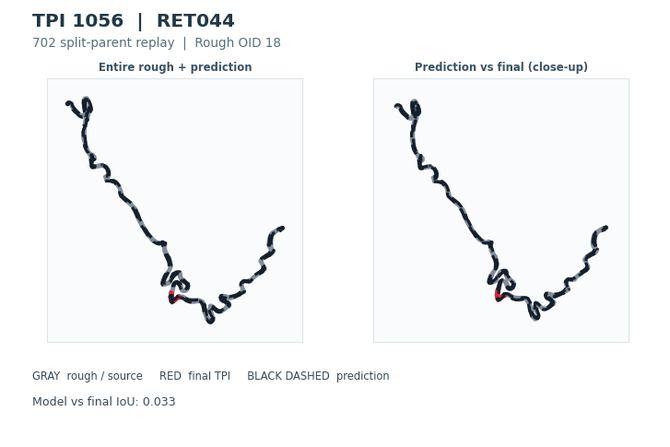 TPI 1056 | RET044
702 split-parent replay | Rough OID 18
Entire rough + prediction
Prediction vs final (close-up)
GRAY rough / source RED final TPI BLACK DASHED prediction
Model vs final IoU: 0.033